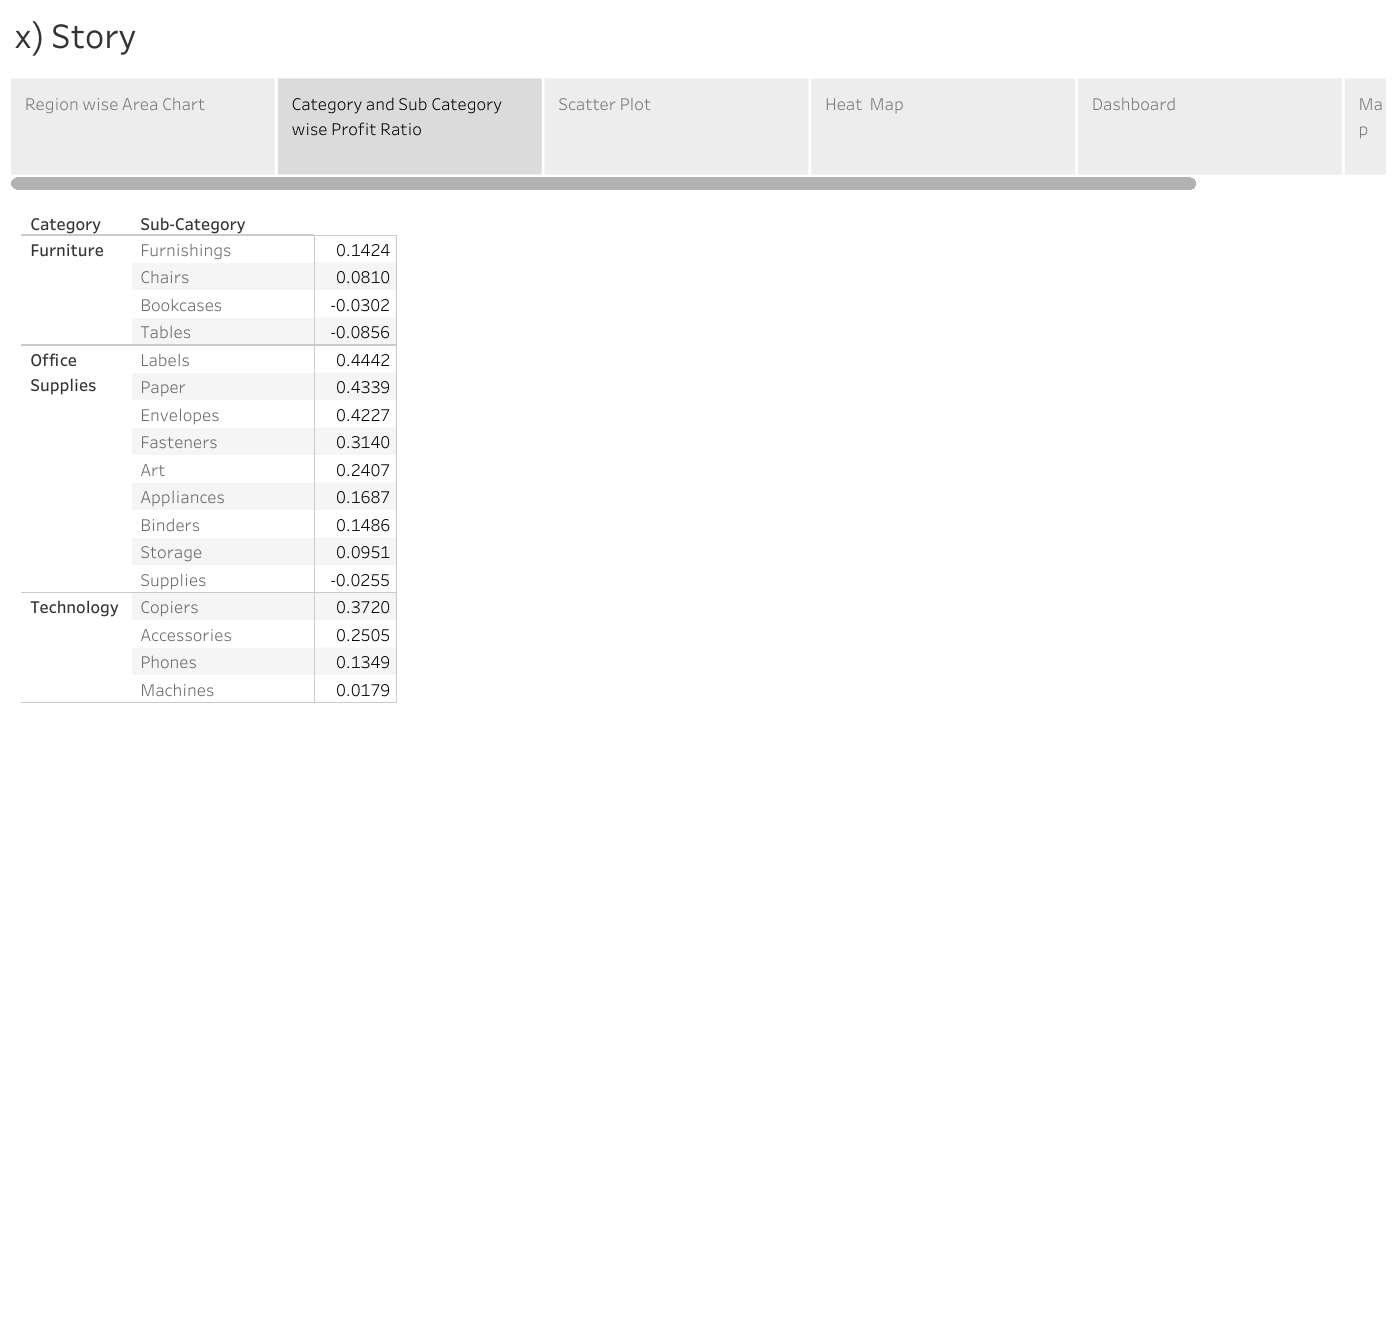 x) Story
Region wise Area Chart
Category and Sub Category
wise Profit Ratio
Scatter Plot
Heat  Map
Dashboard
Ma
p
Category Sub-Category
Furniture Furnishings 0.1424
Chairs 0.0810
Bookcases -0.0302
Tables -0.0856
Office Labels 0.4442
Supplies Paper 0.4339
Envelopes 0.4227
Fasteners 0.3140
Art 0.2407
Appliances 0.1687
Binders 0.1486
Storage 0.0951
Supplies -0.0255
Technology Copiers 0.3720
Accessories 0.2505
Phones 0.1349
Machines 0.0179